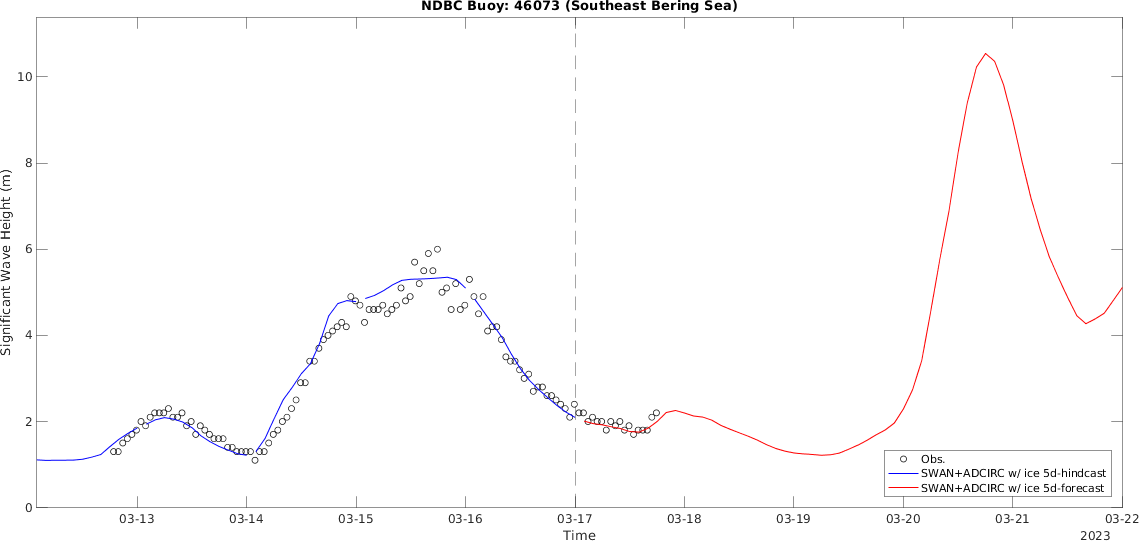 NDBC Buoy: 46073 (Southeast Bering Sea)
Significant Wave Height (m)
10
8
6
4
2
0
Obs.
SWAN+ADCIRC w/ ice 5d-hindcast
SWAN+ADCIRC w/ ice 5d-forecast
03-13 03-14 03-15 03-16 03-17 03-18 03-19 03-20 03-21 03-22
Time
2023